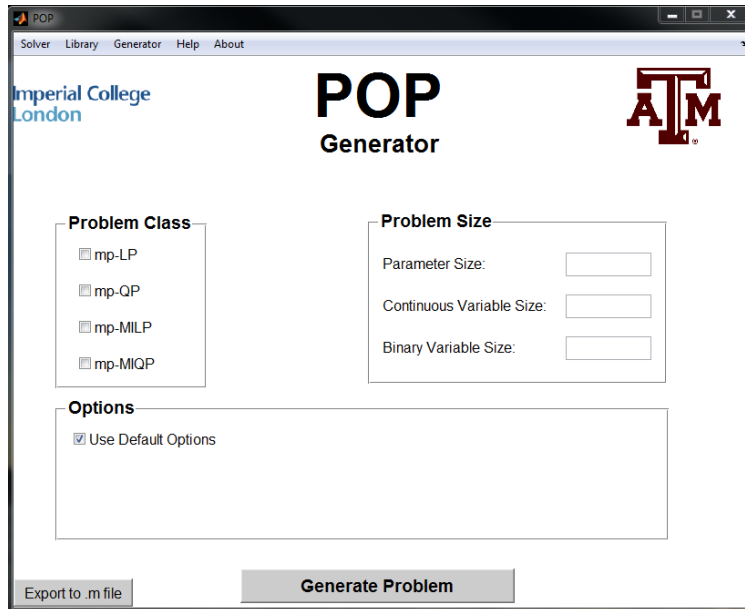 POP
Solver Library Generator Help About
Imperial College
London
POP
Generator
ATM
®
Problem Class
mp-LP
mp-QP
mp-MILP
mp-MIQP
Problem Size
Parameter Size:
Continuous Variable Size:
Binary Variable Size:
Options
Use Default Options
Export to .m file
Generate Problem